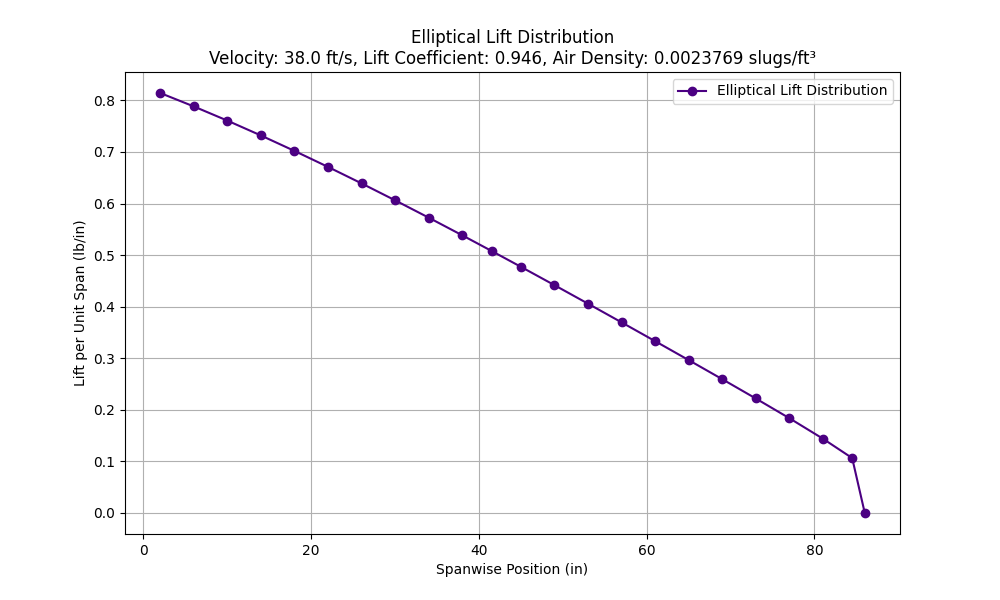 Elliptical Lift Distribution
Velocity: 38.0 ft/s, Lift Coefficient: 0.946, Air Density: 0.0023769 slugs/ft³
Elliptical Lift Distribution
Lift per Unit Span (lb/in)
0.8
0.7
0.6
0.5
0.4
0.3
0.2
0.1
0.0
0 20 40 60 80
Spanwise Position (in)